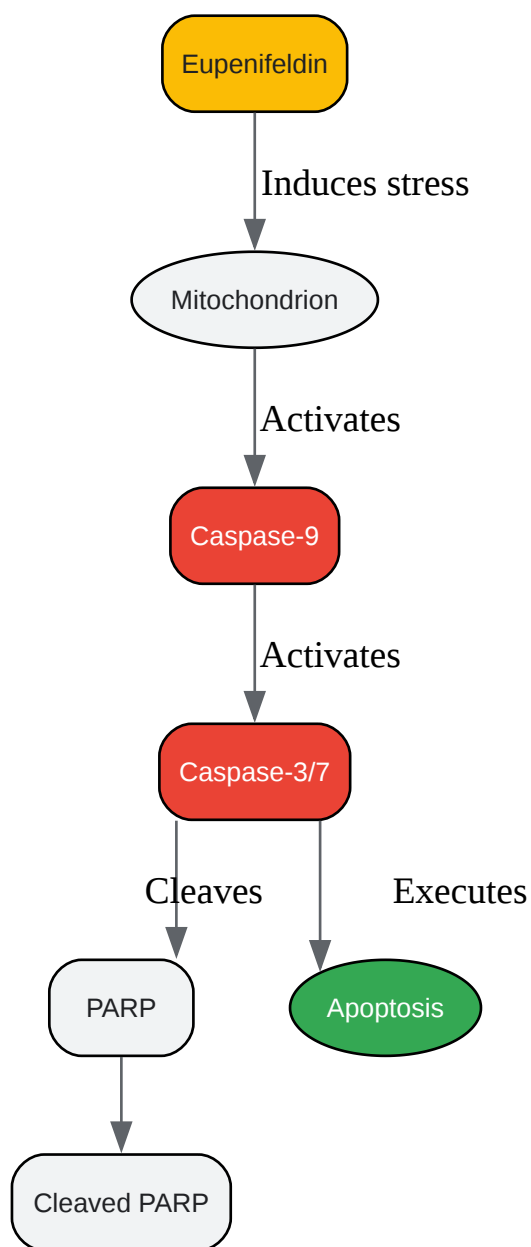 Eupenifeldin
Induces stress
Mitochondrion
Activates
Caspase-9
Activates
Caspase-3/7
Cleaves
Executes
PARP
Apoptosis
Cleaved PARP